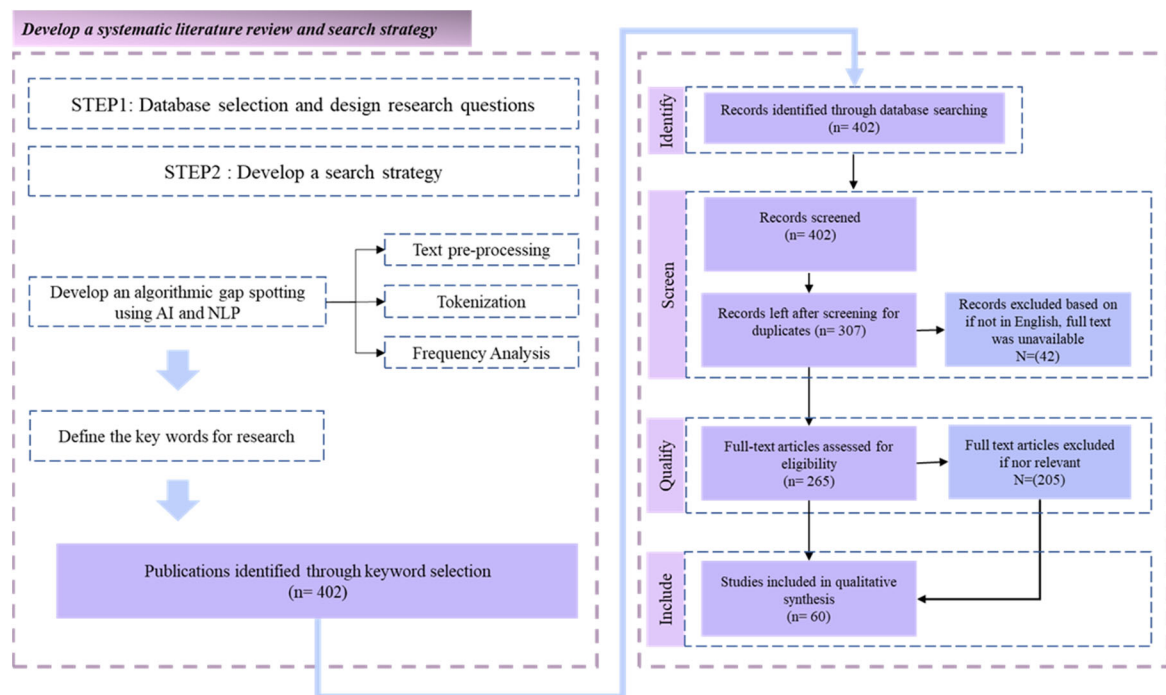 Develop a systematic literature review and search strategy
STEP1: Database selection and design research questions
STEP2 : Develop a search strategy
Develop an algorithmic gap spotting
using AI and NLP
Text pre-processing
Tokenization
Frequency Analysis
Define the key words for research
Publications identified through keyword selection
(n= 402)
Identify
Records identified through database searching
(n= 402)
Screen
Records screened
(n= 402)
Records left after screening for
duplicates (n= 307)
Records excluded based on
if not in English, full text
was unavailable
N=(42)
Qualify
Full-text articles assessed for
eligibility
(n= 265)
Full text articles excluded
if nor relevant
N=(205)
Include
Studies included in qualitative
synthesis
(n= 60)